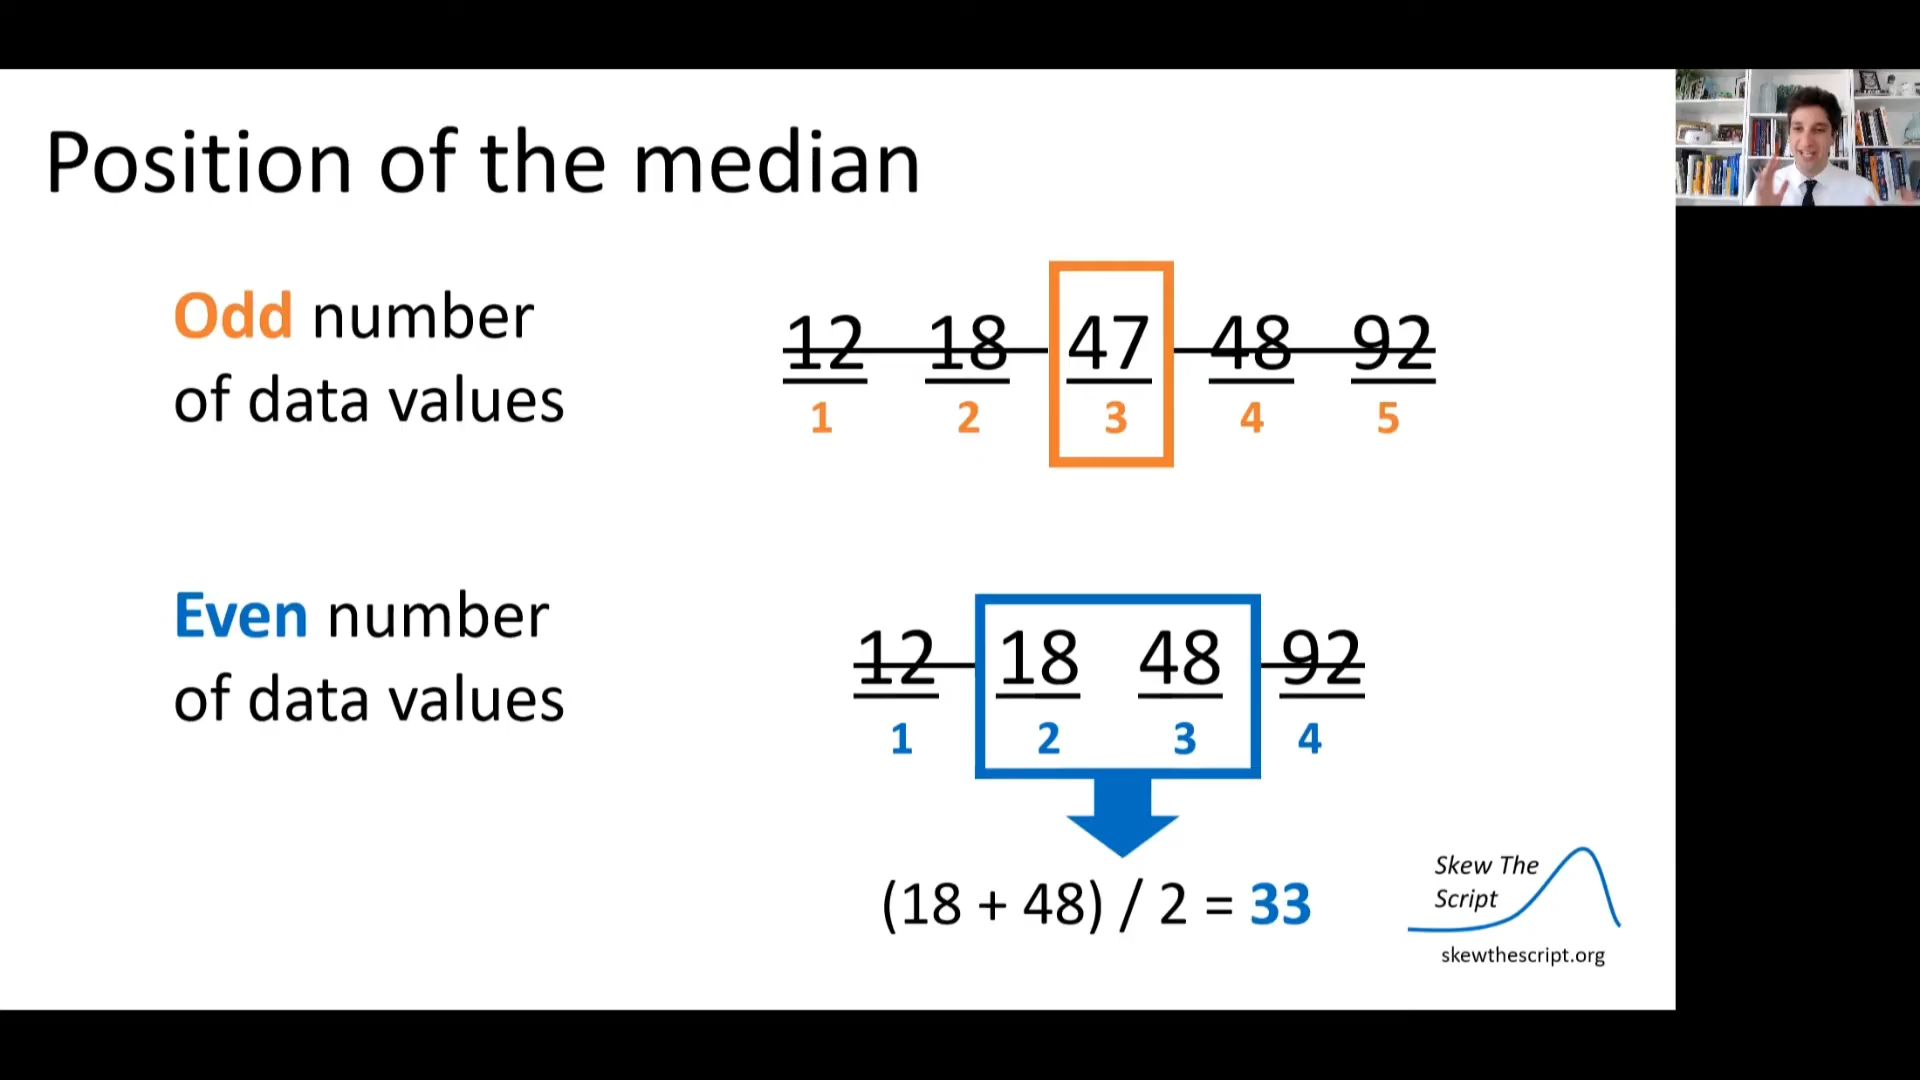 Position of the median
Odd number
of data values
12 18 47 48 92
1 2 3 4 5
Even number
of data values
12 18 48 92
1 2 3 4
(18 + 48) / 2 = 33
Skew The
Script
skewthescript.org